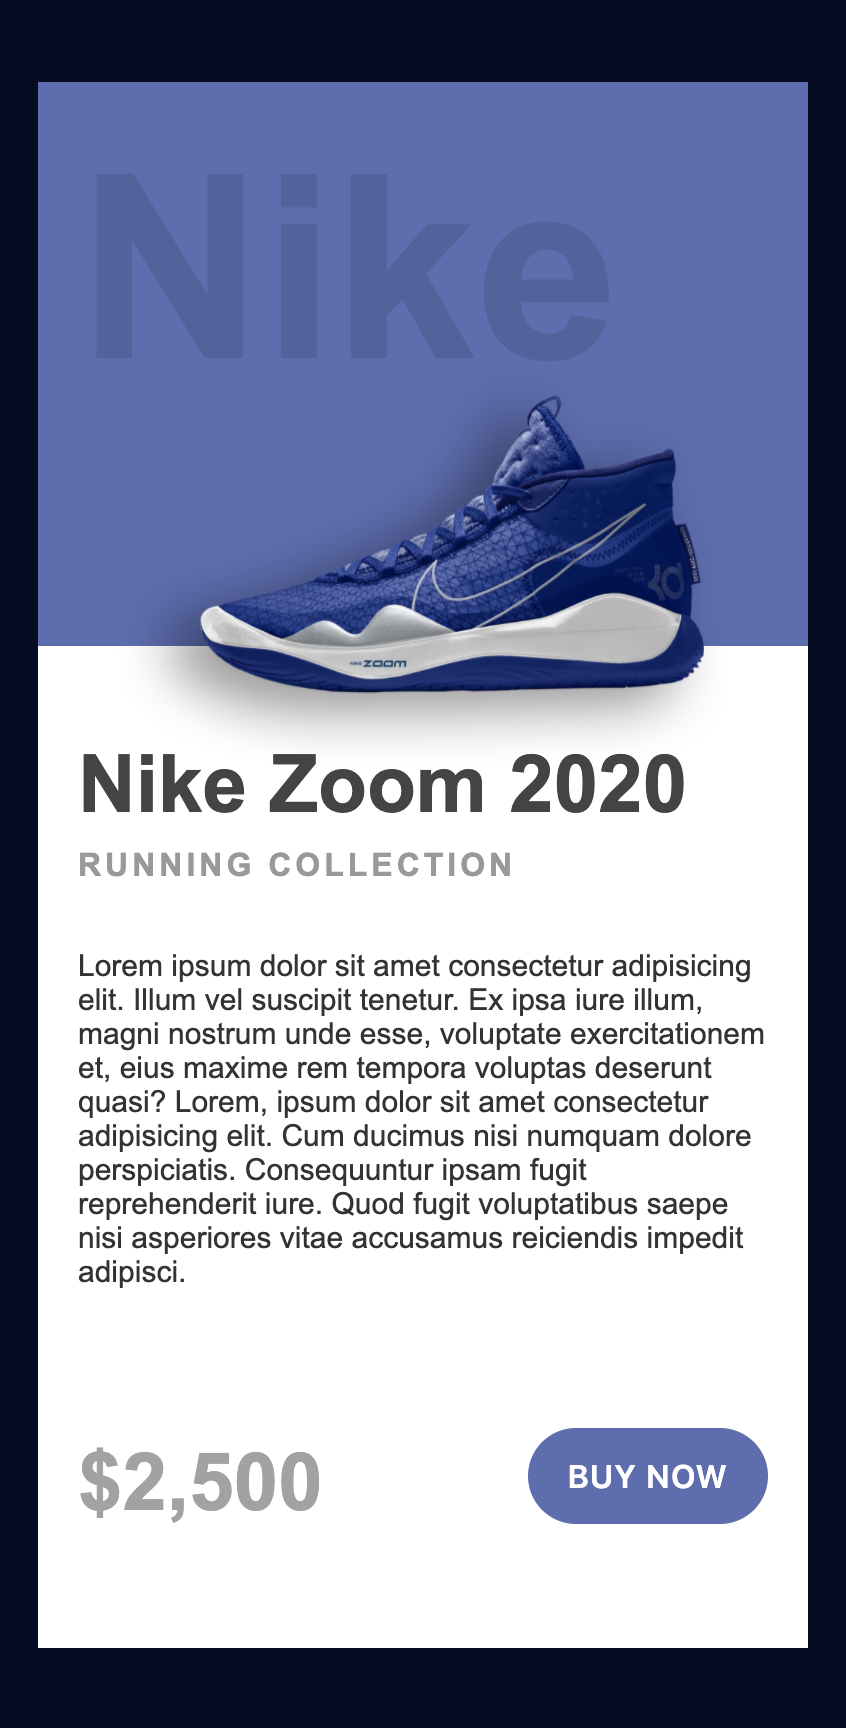 Nike
NIKE ZOOM
Nike Zoom 2020
RUNNING COLLECTION
Lorem ipsum dolor sit amet consectetur adipisicing
elit. Illum vel suscipit tenetur. Ex ipsa iure illum,
magni nostrum unde esse, voluptate exercitationem
et, eius maxime rem tempora voluptas deserunt
quasi? Lorem, ipsum dolor sit amet consectetur
adipisicing elit. Cum ducimus nisi numquam dolore
perspiciatis. Consequuntur ipsam fugit
reprehenderit iure. Quod fugit voluptatibus saepe
nisi asperiores vitae accusamus reiciendis impedit
adipisci.
$2,500
BUY NOW